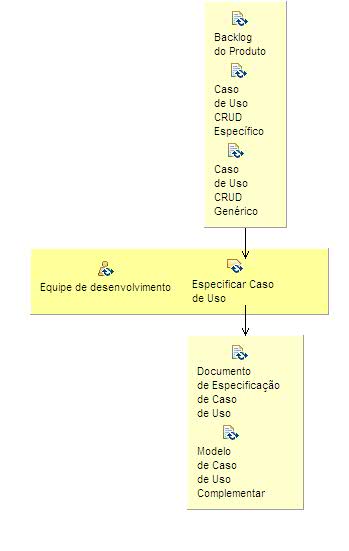 Backlog
do Produto
Caso
de Uso
CRUD
Específico
Caso
de Uso
CRUD
Genérico
Equipe de desenvolvimento
Especificar Caso
de Uso
Documento
de Especificação
de Caso
de Uso
Modelo
de Caso
de Uso
Complementar